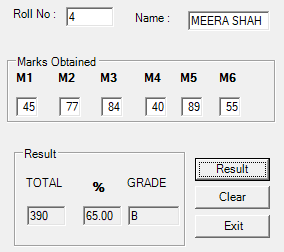 Roll No : 4 Name : MEERA SHAH
Marks Obtained
M1 M2 M3 M4 M5 M6
45 77 84 40 89 55
Result
TOTAL % GRADE
390 65.00 B
Result
Clear
Exit